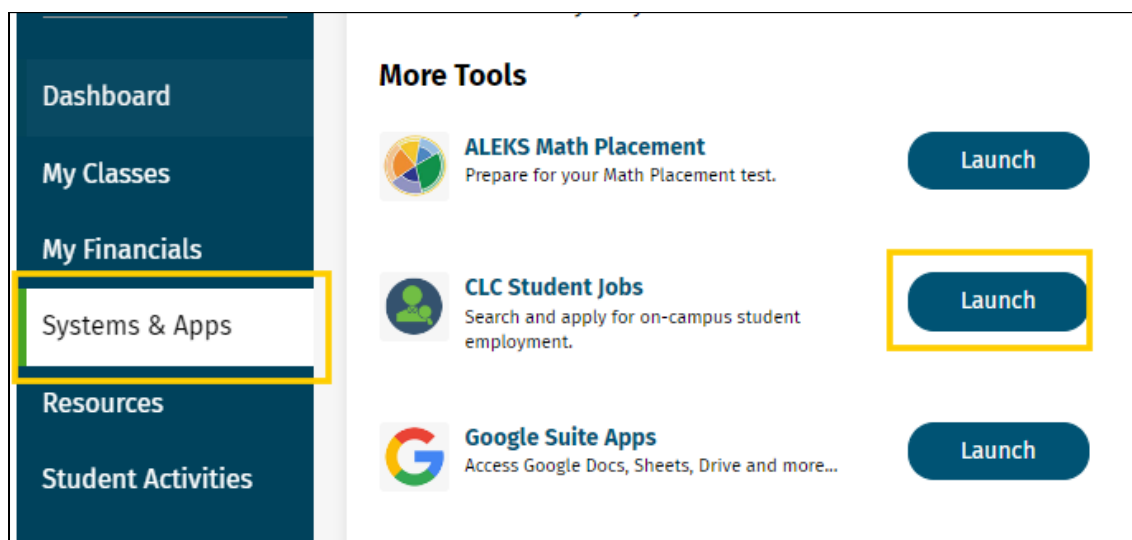 Dashboard
My Classes
My Financials
Systems & Apps
Resources
Student Activities
More Tools
ALEKS Math Placement
Prepare for your Math Placement test.
Launch
CLC Student Jobs
Search and apply for on-campus student
employment.
Launch
Google Suite Apps
Access Google Docs, Sheets, Drive and more...
Launch